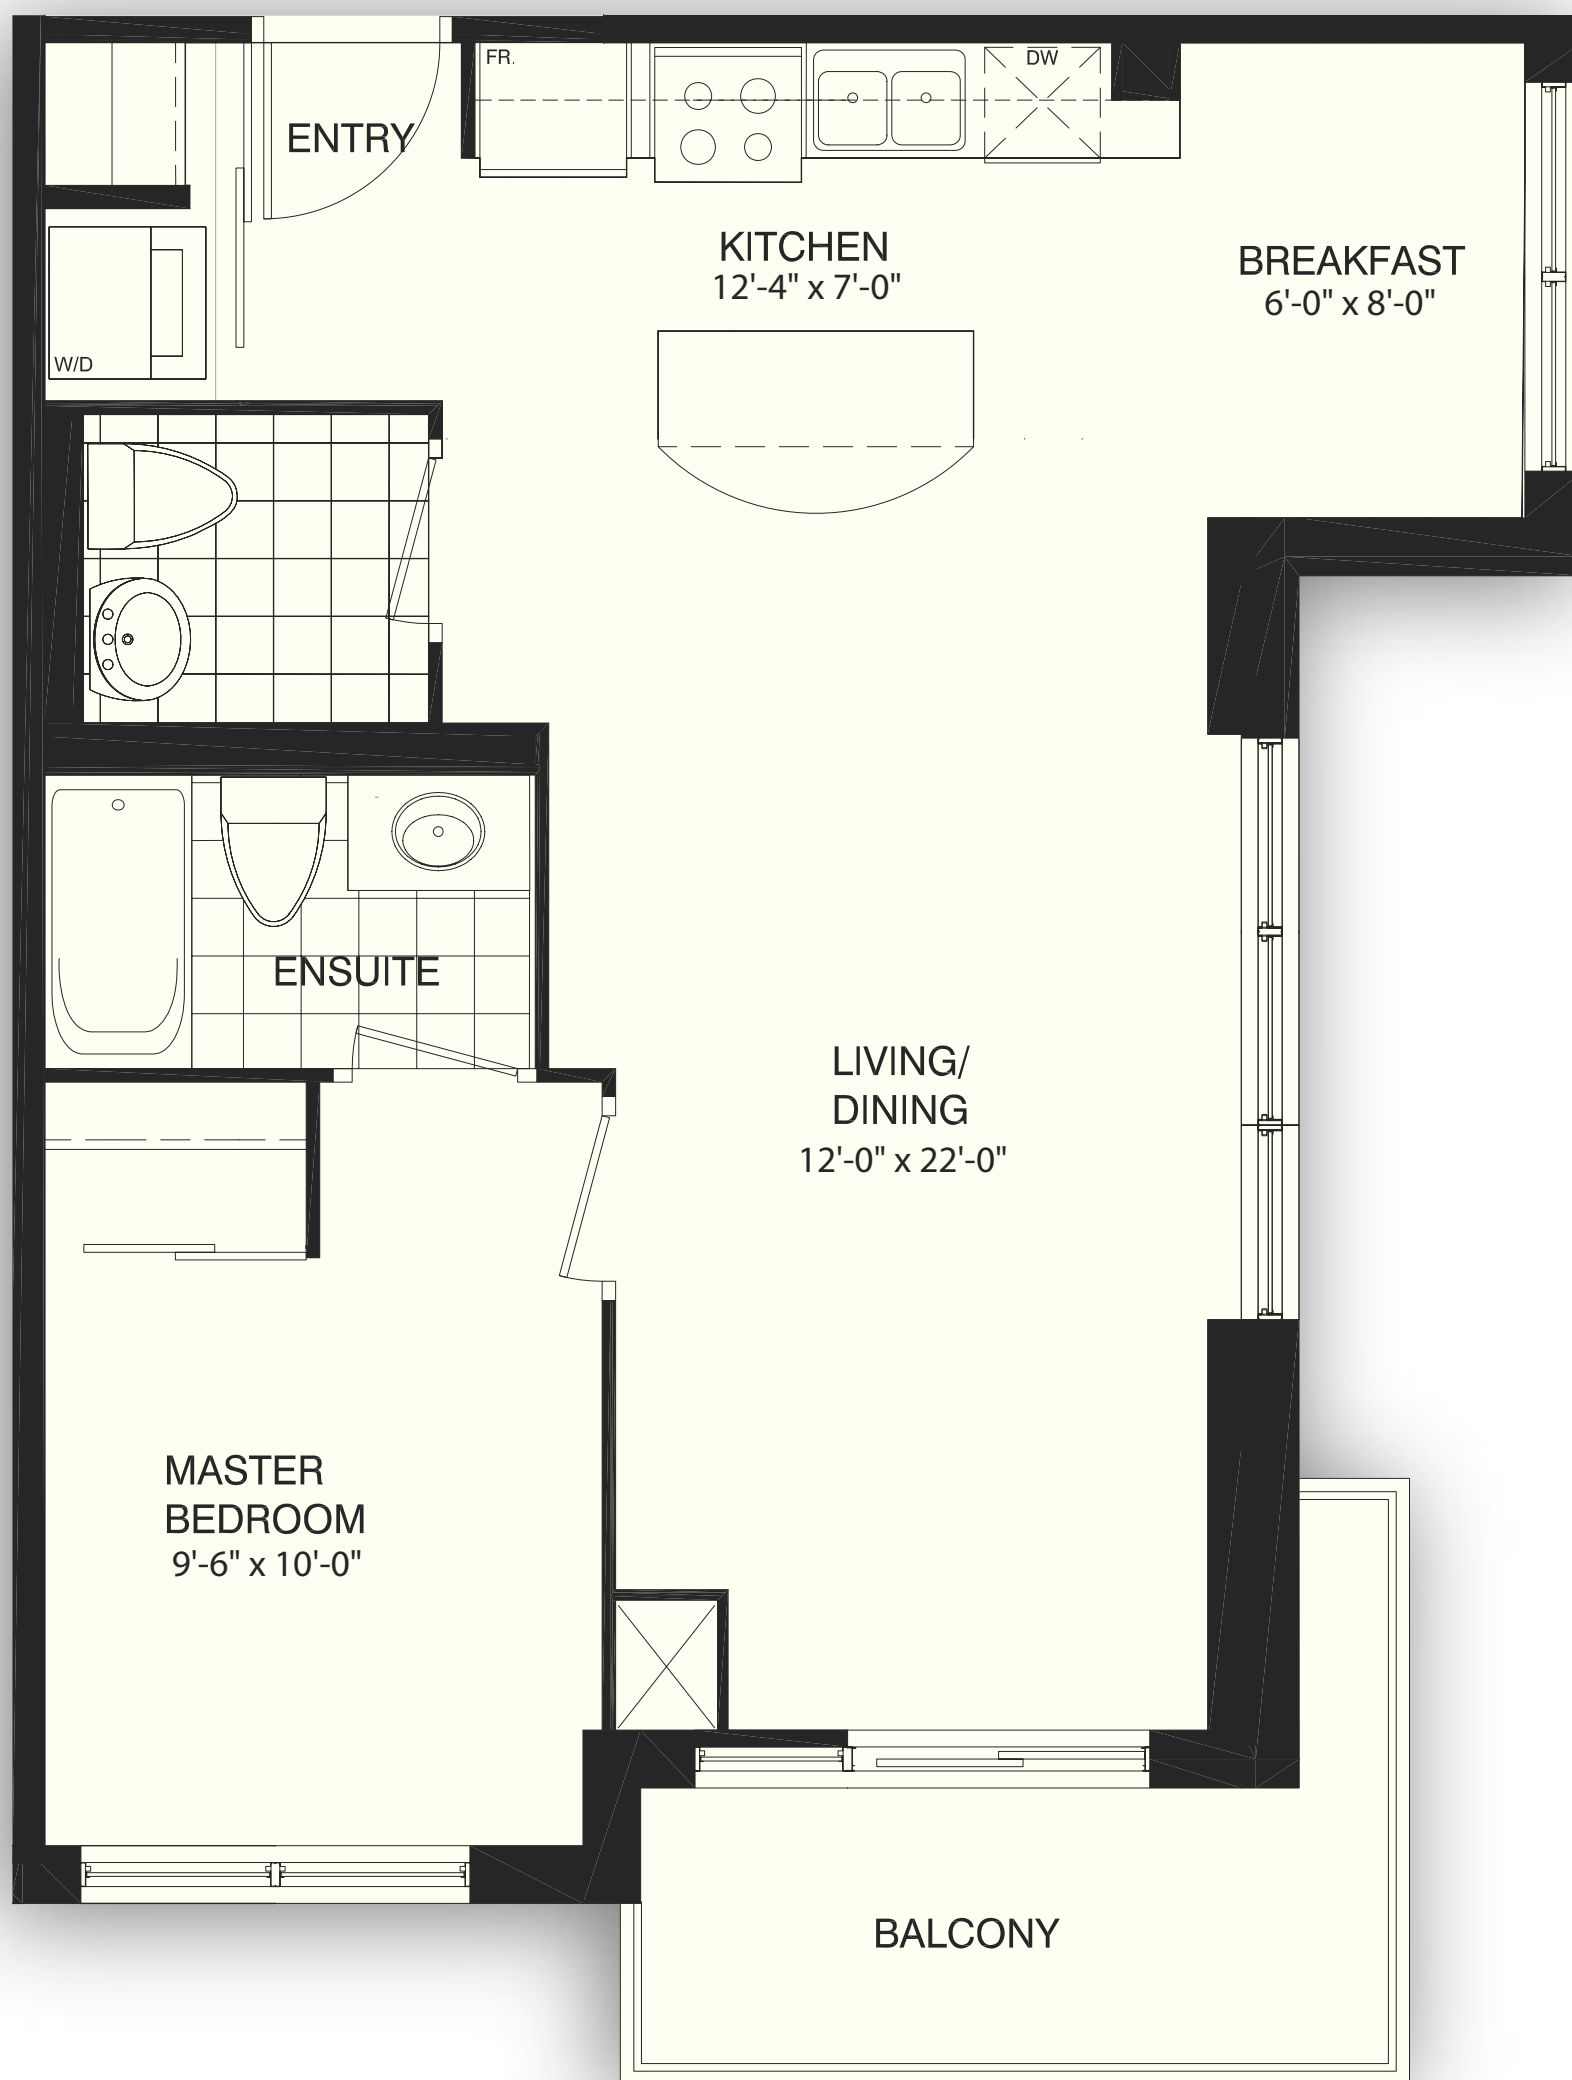 FR.
DW
ENTRY
KITCHEN
12'-4" x 7'-0"
BREAKFAST
6'-0" x 8'-0"
W/D
ENSUITE
LIVING/
DINING
12'-0" x 22'-0"
MASTER
BEDROOM
9'-6" x 10'-0"
BALCONY